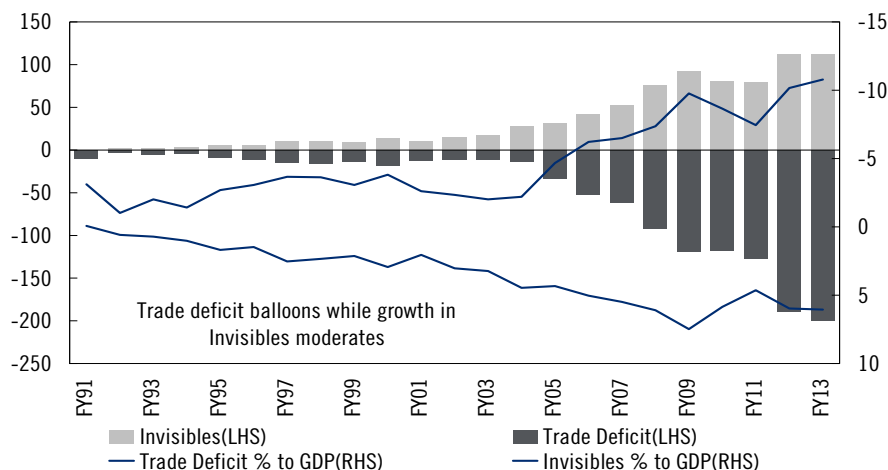 150
100
50
0
-50
-100
-150
-200
-250
-15
-10
-5
0
5
10
Trade deficit balloons while growth in
Invisibles moderates
FY91
FY93
FY95
FY97
FY99
FY01
FY03
FY05
FY07
FY09
FY11
FY13
Invisibles(LHS)
Trade Deficit(LHS)
Trade Deficit % to GDP(RHS)
Invisibles % to GDP(RHS)